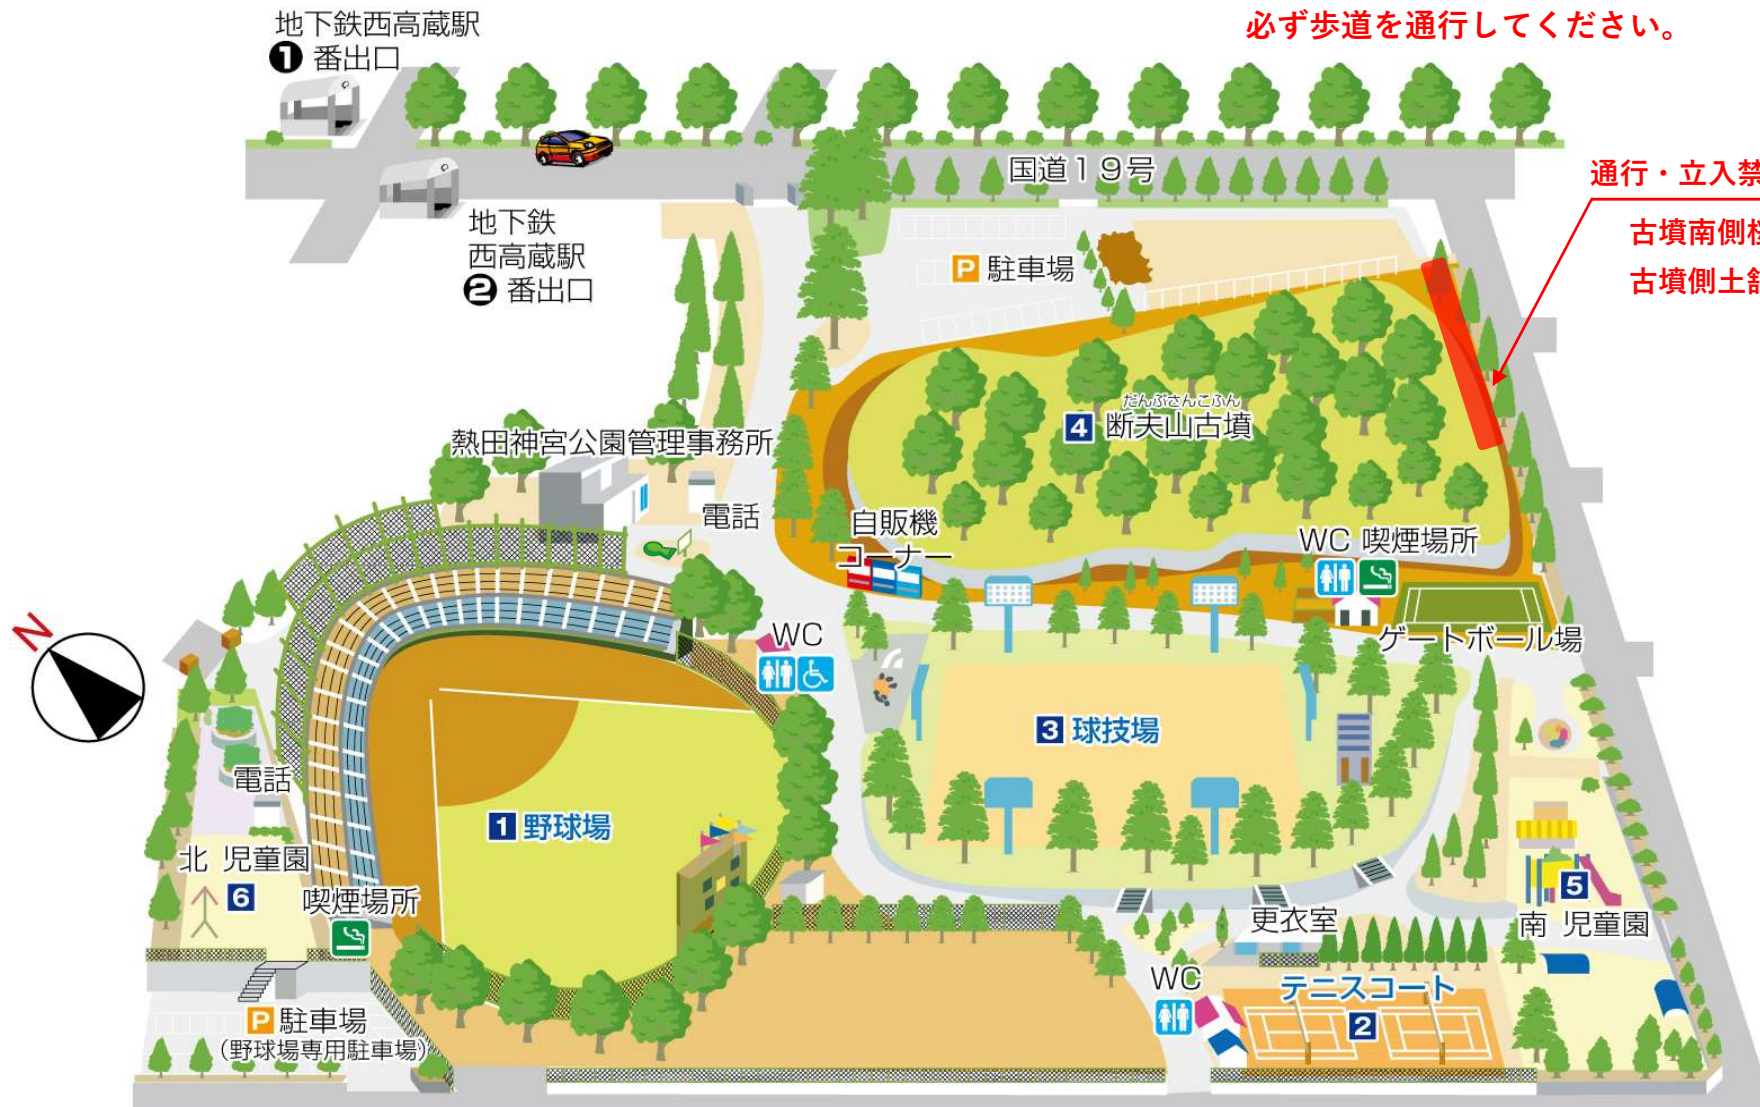 必ず歩道を通行してください。
地下鉄西高蔵駅
1 番出口
国道19号
通行・立入禁
古墳南側
古墳側土
地下鉄
西高蔵駅
2 番出口
P 駐車場
だんぷさんこふん
4 断夫山古墳
熱田神宮公園管理事務所
電話
自販機
コーナー
WC 喫煙場所
ゲートボール場
N
WC
3 球技場
電話
1 野球場
北 児童園
6
喫煙場所
5
南 児童園
更衣室
WC
テニスコート
2
P 駐車場
(野球場専用駐車場)